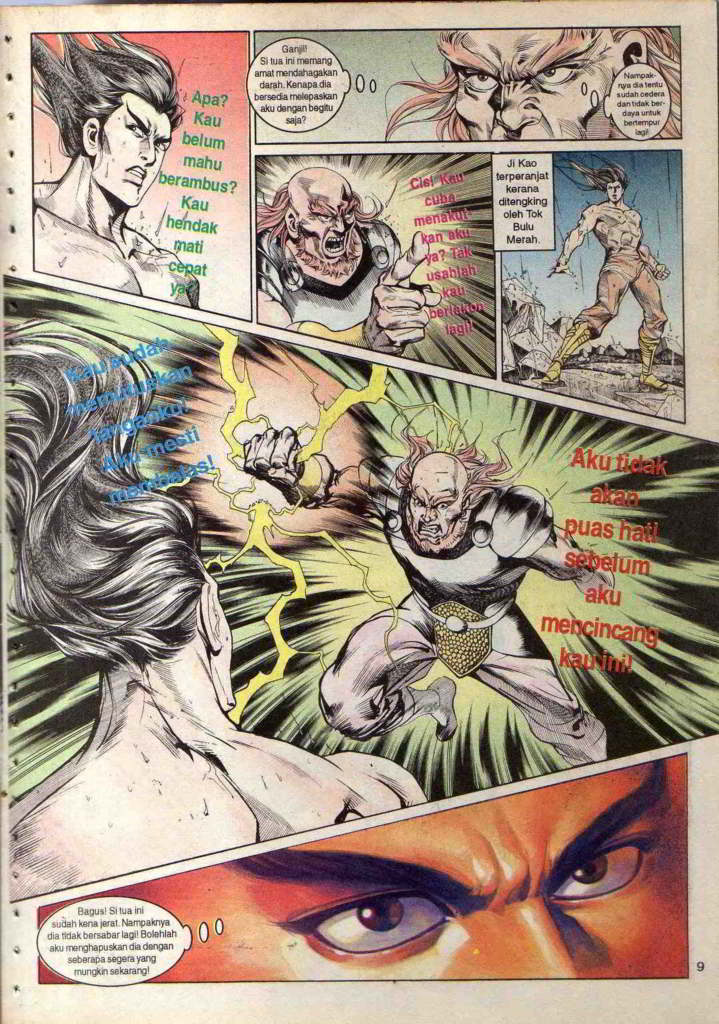 Apa?
Kau
belum
mahu
berambus?
Kau
hendak
mati
cepat
ya?
Ganjil!
Si tua ini memang
amat mendahagakan
darah. Kenapa dia
bersedia melepaskan
aku dengan begitu
saja?
Nampak-
nya dia tentu
sudah cedera
dan tidak ber-
daya untuk
bertempur
lagi!
Cis! Kau
cuba
menakut-
kan aku
ya? Tak
usahlah
kau
berlakon
lagi!
Ji Kao
terperanjat
kerana
ditengking
oleh Tok
Bulu
Merah.
Kau sudah
memutuskan
tanganku!
Aku mesti
membalas!
Aku tidak
akan
puas hati
sebelum
aku
mencincang
kau ini!
Bagus! Si tua ini
sudah kena jerat. Nampaknya
dia tidak bersabar lagi! Bolehlah
aku menghapuskan dia dengan
seberapa segera yang
mungkin sekarang!
9